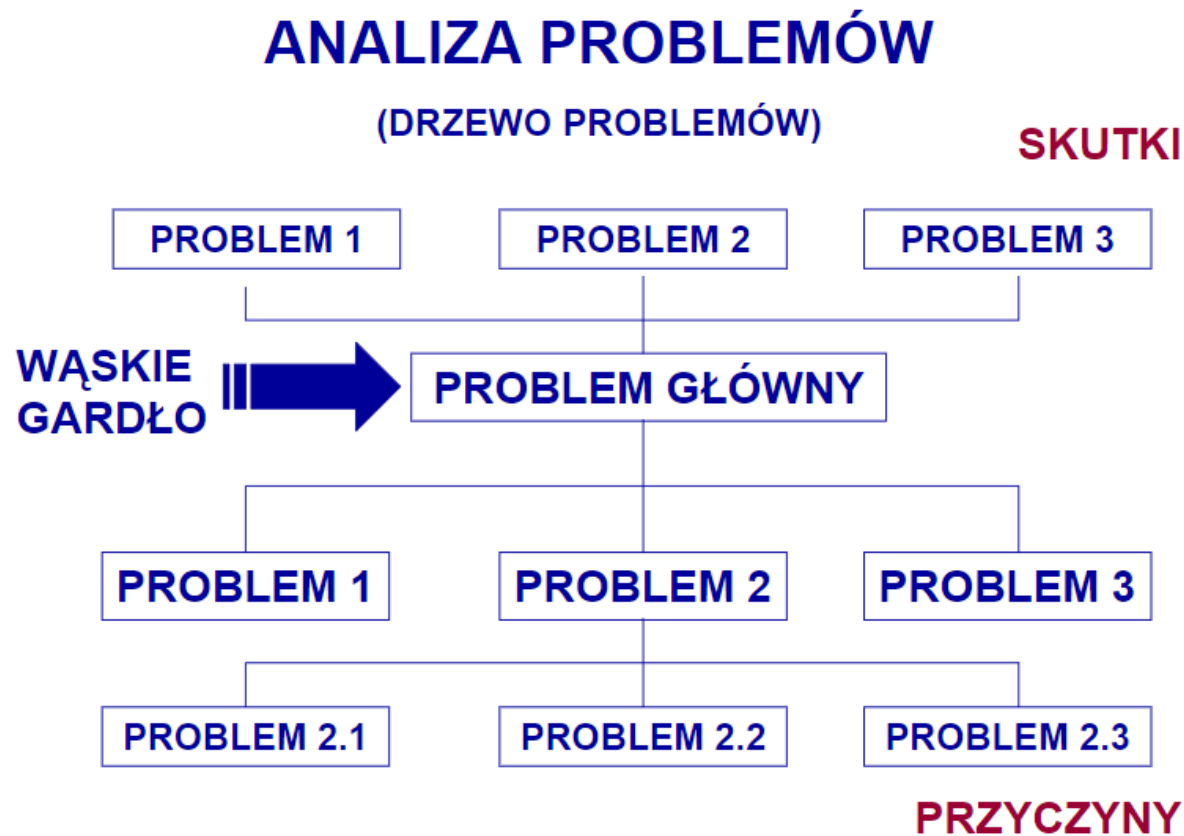 ANALIZA PROBLEMÓW
(DRZEWO PROBLEMÓW)
SKUTKI
PROBLEM 1
PROBLEM 2
PROBLEM 3
WĄSKIE
GARDŁO
PROBLEM GŁÓWNY
PROBLEM 1
PROBLEM 2
PROBLEM 3
PROBLEM 2.1
PROBLEM 2.2
PROBLEM 2.3
PRZYCZYNY